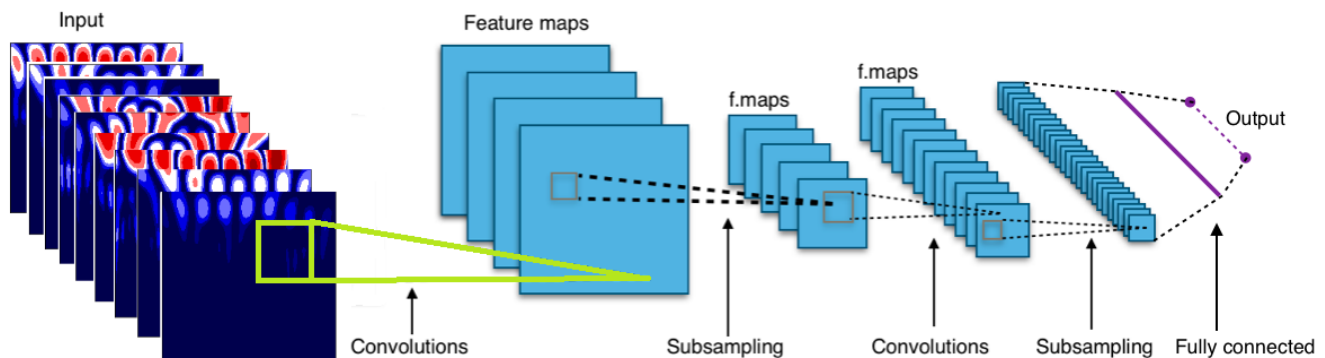 Input
Feature maps
f.maps
f.maps
Output
Convolutions
Subsampling
Convolutions
Subsampling
Fully connected